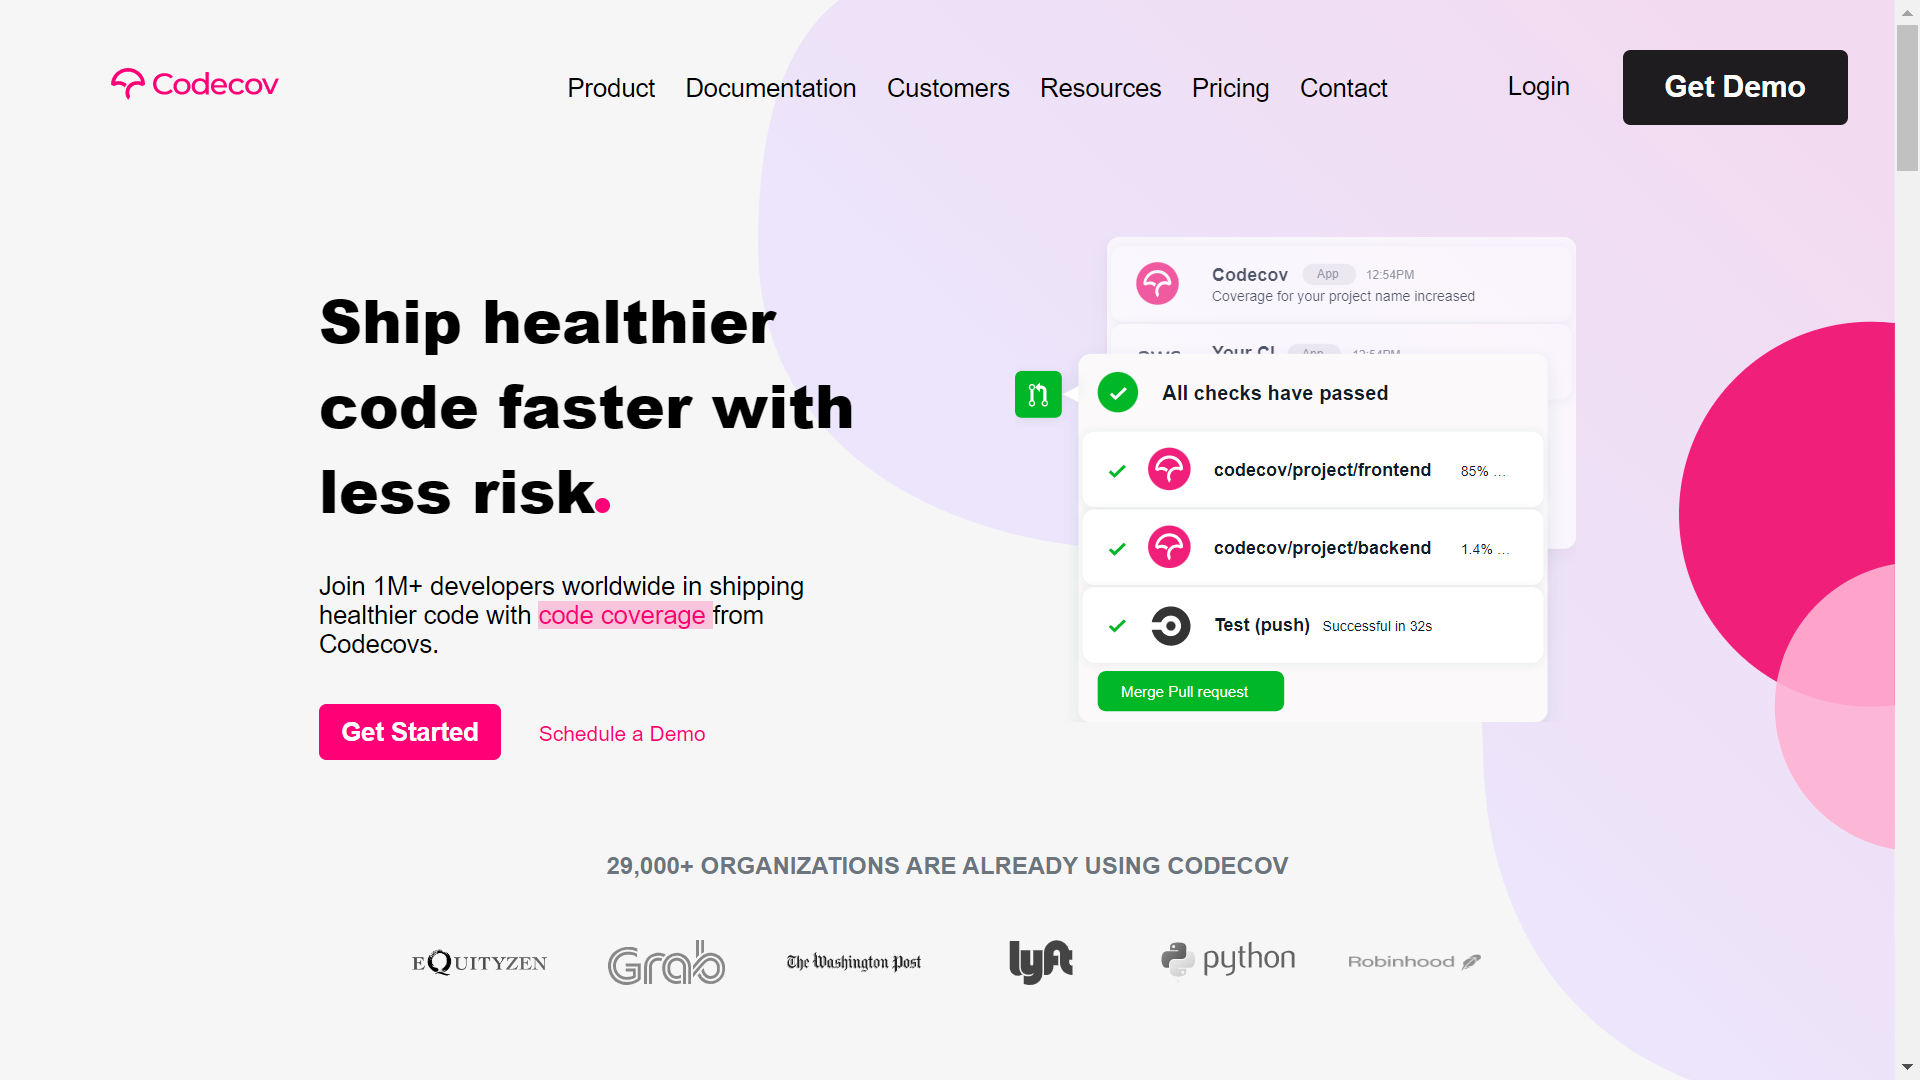 Codecov
Product Documentation Customers Resources Pricing Contact Login Get Demo
Ship healthier
code faster with
less risk.
Join 1M+ developers worldwide in shipping
healthier code with code coverage from
Codecovs.
Get Started Schedule a Demo
Codecov App 12:54PM
Coverage for your project name increased
aws Your CI App 12:54PM
All checks have passed
codecov/project/frontend 85% ...
codecov/project/backend 1.4% ...
Test (push) Successful in 32s
Merge Pull request
29,000+ ORGANIZATIONS ARE ALREADY USING CODECOV
EQUITYZEN Grab The Washington Post lyft python Robinhood